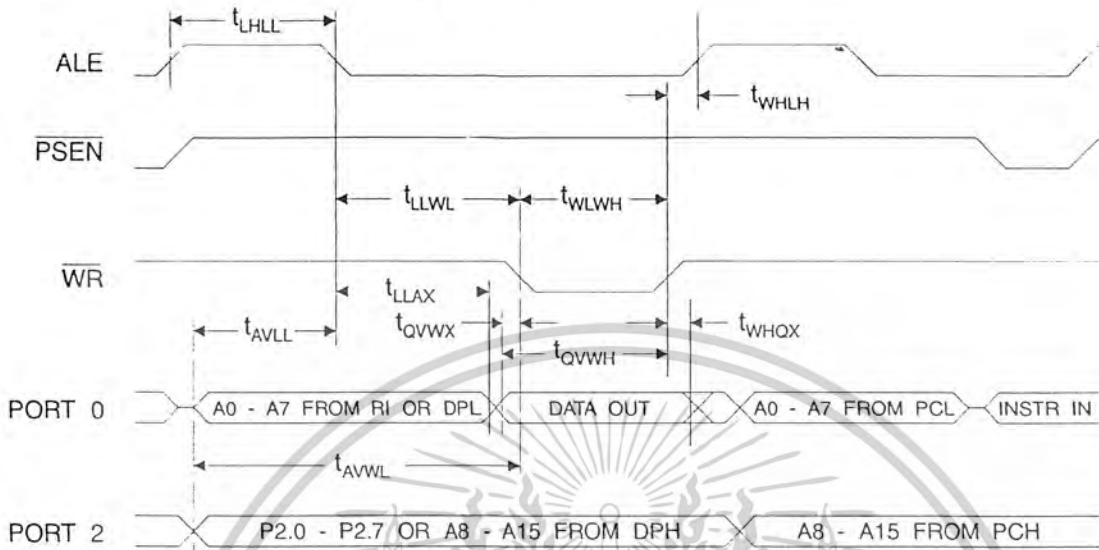 tLHLL
ALE
tWHLH
PSEN
tLLWL
tWLWH
WR
tLLAX
tAVLL
tQVWX
tWHQX
tQVWH
PORT 0
A0 - A7 FROM RI OR DPL
DATA OUT
A0 - A7 FROM PCL
INSTR IN
tAVWL
PORT 2
P2.0 - P2.7 OR A8 - A15 FROM DPH
A8 - A15 FROM PCH